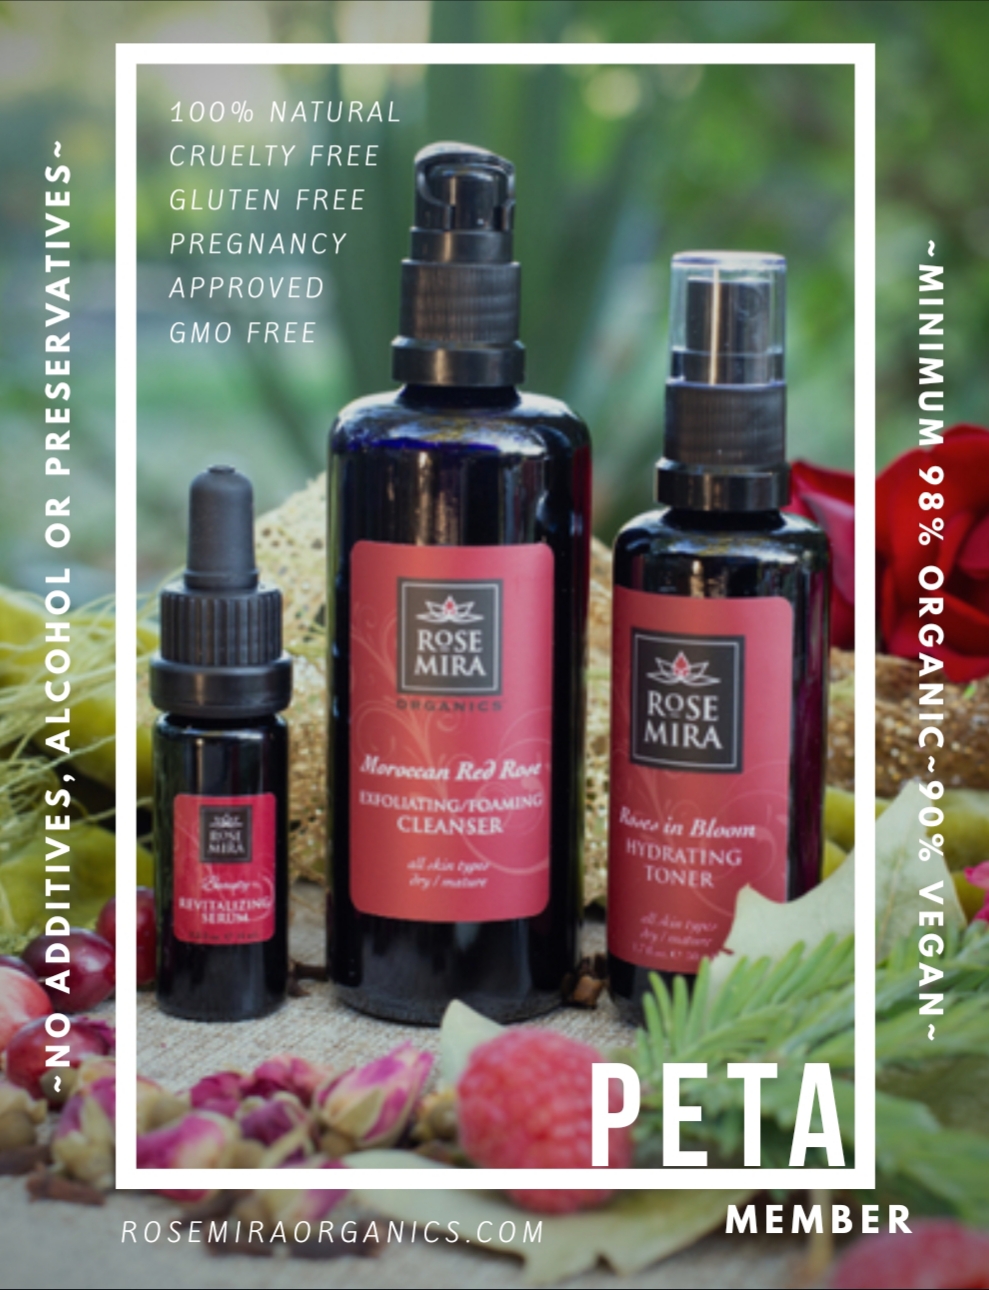 100% NATURAL
CRUELTY FREE
GLUTEN FREE
PREGNANCY
APPROVED
GMO FREE
~NO ADDITIVES, ALCOHOL OR PRESERVATIVES~
~MINIMUM 98% ORGANIC~90% VEGAN~
ROSE
MIRA
Beauty
REVITALIZING
SERUM
ROSE
MIRA
ORGANICS
Moroccan Red Rose
EXFOLIATING/FOAMING
CLEANSER
all skin types
dry / mature
ROSE
MIRA
Roses in Bloom
HYDRATING
TONER
all skin types
dry / mature
PETA
MEMBER
ROSEMIRAORGANICS.COM